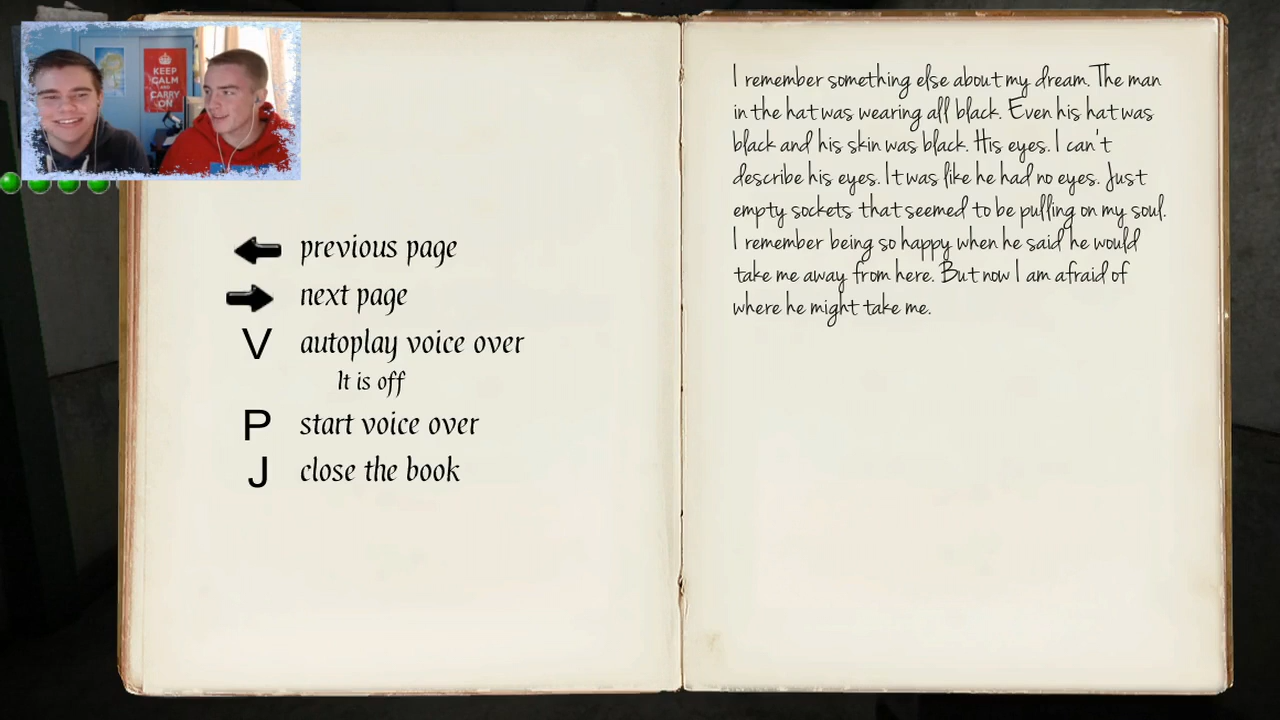 KEEP
CALM
AND
CARRY
ON
previous page
next page
V autoplay voice over
It is off
P start voice over
J close the book
I remember something else about my dream. The man
in the hat was wearing all black. Even his hat was
black and his skin was black. His eyes. I can't
describe his eyes. It was like he had no eyes. Just
empty sockets that seemed to be pulling on my soul.
I remember being so happy when he said he would
take me away from here. But now I am afraid of
where he might take me.